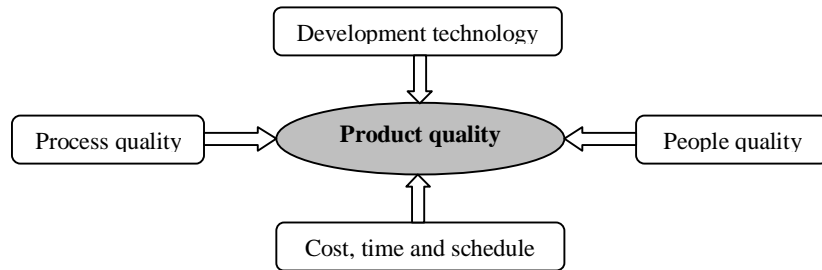 Development technology
Process quality
Product quality
People quality
Cost, time and schedule